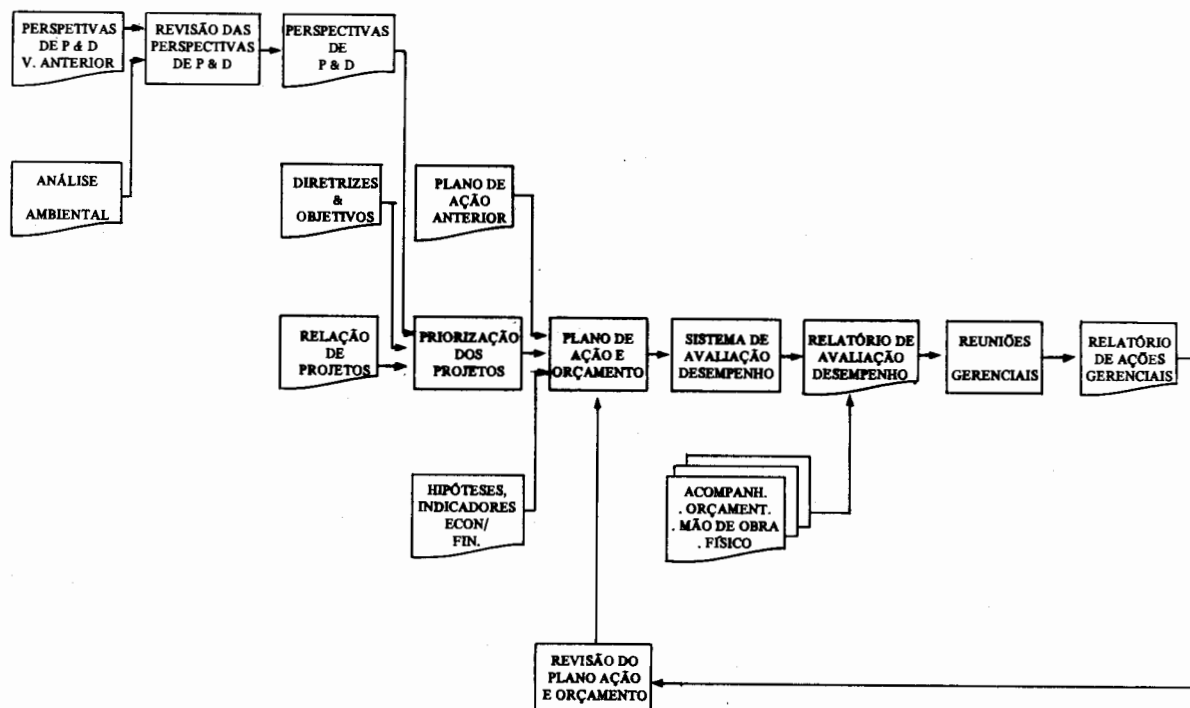 PERSPETIVAS
DE P & D
V. ANTERIOR
REVISÃO DAS
PERSPECTIVAS
DE P & D
PERSPECTIVAS
DE
P & D
ANÁLISE
AMBIENTAL
DIRETRIZES
&
OBJETIVOS
PLANO DE
AÇÃO
ANTERIOR
RELAÇÃO
DE
PROJETOS
PRIORIZAÇÃO
DOS
PROJETOS
PLANO DE
AÇÃO E
ORÇAMENTO
SISTEMA DE
AVALIAÇÃO
DESEMPENHO
RELATÓRIO DE
AVALIAÇÃO
DESEMPENHO
REUNIÕES
GERENCIAIS
RELATÓRIO
DE AÇÕES
GERENCIAIS
HIPÓTESES,
INDICADORES
ECON/
FIN.
ACOMPANH.
. ORÇAMENT.
. MÃO DE OBRA
. FÍSICO
REVISÃO DO
PLANO AÇÃO
E ORÇAMENTO